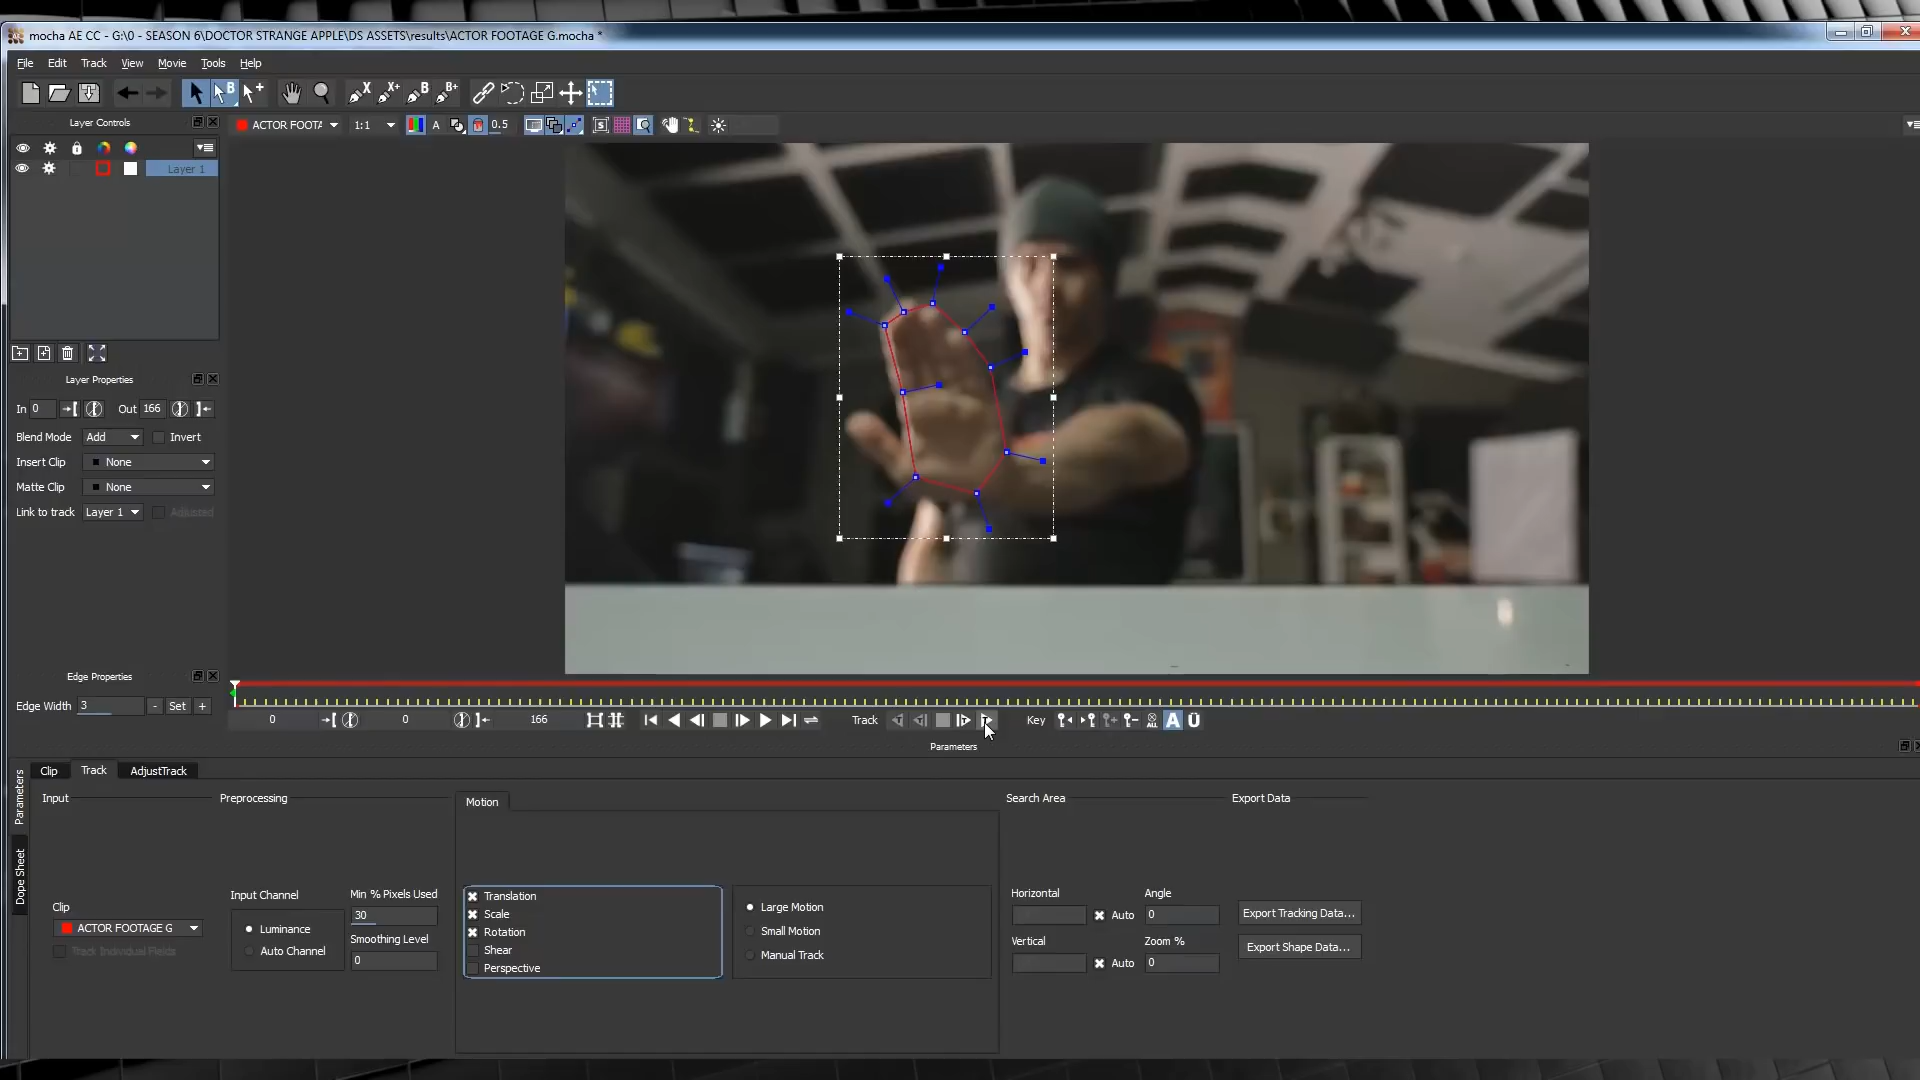 mocha AE CC - G:\0 - SEASON 6\DOCTOR STRANGE APPLE\DS ASSETS\results\ACTOR FOOTAGE G.mocha *
File Edit Track View Movie Tools Help
X X+ B B+
Layer Controls
ACTOR FOOTA 1:1 A 0.5
Layer 1
Layer Properties
In 0 Out 166
Blend Mode Add Invert
Insert Clip None
Matte Clip None
Link to track Layer 1 Adjusted
Edge Properties
Edge Width 3 - Set +
0 0 166 Track Key ALL A Ü
Parameters
Parameters
Dope Sheet
Clip Track AdjustTrack
Input Preprocessing Motion Search Area Export Data
Clip
ACTOR FOOTAGE G
Track Individual Fields
Input Channel
Luminance
Auto Channel
Min % Pixels Used
30
Smoothing Level
0
Translation
Scale
Rotation
Shear
Perspective
Large Motion
Small Motion
Manual Track
Horizontal Angle
Auto 0
Vertical Zoom %
Auto 0
Export Tracking Data...
Export Shape Data...